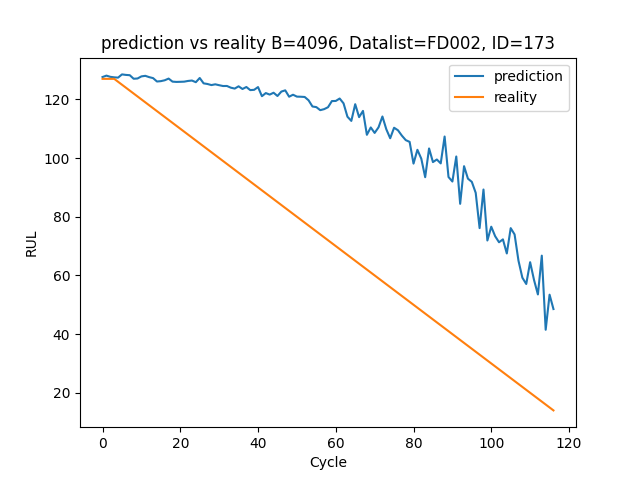 prediction vs reality B=4096, Datalist=FD002, ID=173
prediction
reality
120
100
80
60
40
20
RUL
0 20 40 60 80 100 120
Cycle